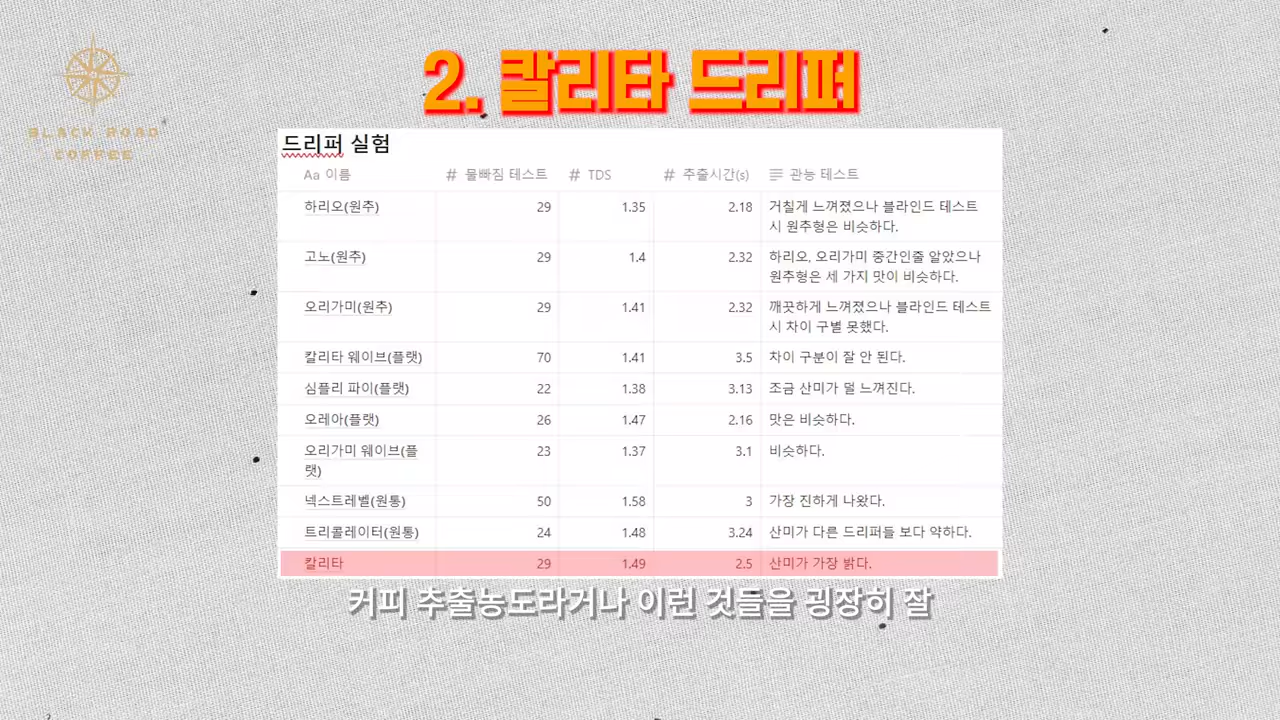 2. 칼리타 드리퍼
BLACK ROAD
COFFEE
드리퍼 실험
Aa 이름 # 물빠짐 테스트 # TDS # 추출시간(s) 관능 테스트
하리오(원추) 29 1.35 2.18 거칠게 느껴졌으나 블라인드 테스트
시 원추형은 비슷하다.
고노(원추) 29 1.4 2.32 하리오, 오리가미 중간인줄 알았으나
원추형은 세 가지 맛이 비슷하다.
오리가미(원추) 29 1.41 2.32 깨끗하게 느껴졌으나 블라인드 테스트
시 차이 구별 못했다.
칼리타 웨이브(플랫) 70 1.41 3.5 차이 구분이 잘 안 된다.
심플리 파이(플랫) 22 1.38 3.13 조금 산미가 덜 느껴진다.
오레아(플랫) 26 1.47 2.16 맛은 비슷하다.
오리가미 웨이브(플 23 1.37 3.1 비슷하다.
랫)
넥스트레벨(원통) 50 1.58 3 가장 진하게 나왔다.
트리콜레이터(원통) 24 1.48 3.24 산미가 다른 드리퍼들 보다 약하다.
칼리타 29 1.49 2.5 산미가 가장 밝다.
커피 추출농도라거나 이런 것들을 굉장히 잘